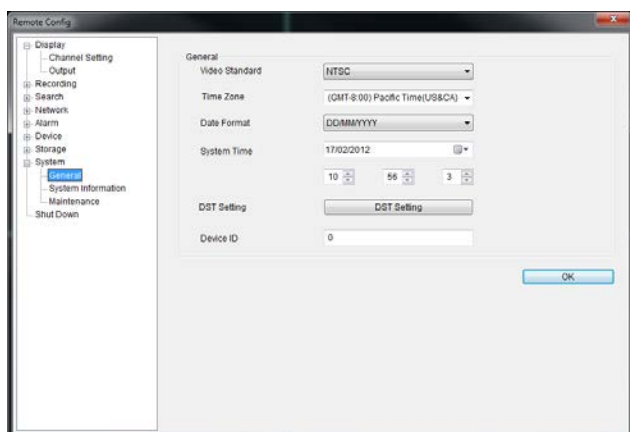 Remote Config
Display
Channel Setting
Output
Recording
Search
Network
Alarm
Device
Storage
System
General
System Information
Maintenance
Shut Down
General
Video Standard NTSC
Time Zone (GMT-8:00) Pacific Time(US&CA)
Date Format DD/MM/YYYY
System Time 17/02/2012
10 56 3
DST Setting DST Setting
Device ID 0
OK